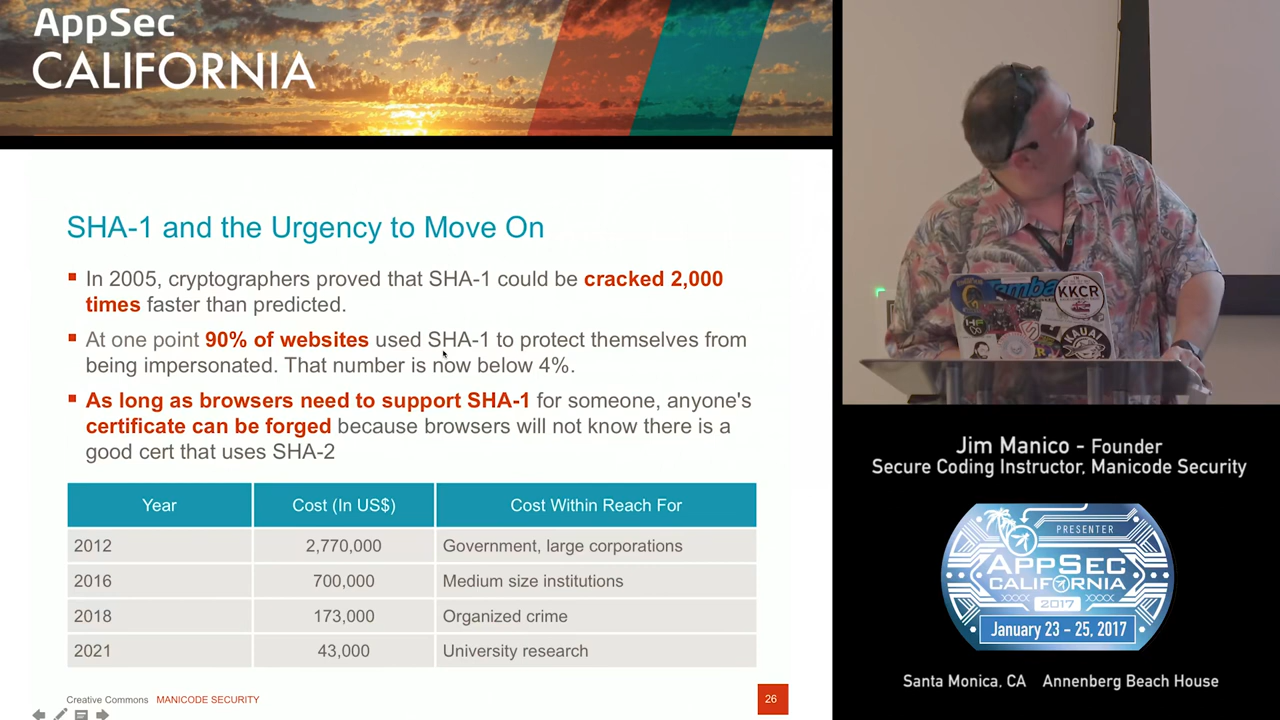 AppSec
CALIFORNIA
SHA-1 and the Urgency to Move On
In 2005, cryptographers proved that SHA-1 could be cracked 2,000
times faster than predicted.
At one point 90% of websites used SHA-1 to protect themselves from
being impersonated. That number is now below 4%.
As long as browsers need to support SHA-1 for someone, anyone's
certificate can be forged because browsers will not know there is a
good cert that uses SHA-2
Year Cost (In US$) Cost Within Reach For
2012 2,770,000 Government, large corporations
2016 700,000 Medium size institutions
2018 173,000 Organized crime
2021 43,000 University research
Creative Commons MANICODE SECURITY 26
KKCR
KAUAI
Jim Manico - Founder
Secure Coding Instructor, Manicode Security
PRESENTER
AppSec
CALIFORNIA
2017
January 23 - 25, 2017
Santa Monica, CA Annenberg Beach House